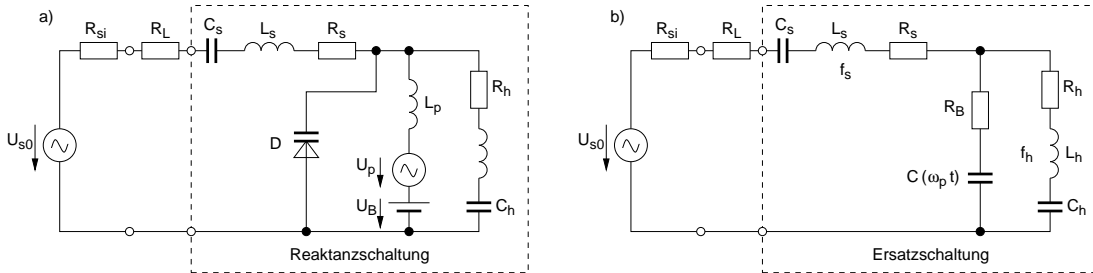 a)
R_si
R_L
C_s
L_s
R_s
R_h
L_p
U_s0
D
U_p
U_B
C_h
Reaktanzschaltung
b)
R_si
R_L
C_s
L_s
R_s
f_s
R_h
R_B
U_s0
f_h
L_h
C (ω_p t)
C_h
Ersatzschaltung